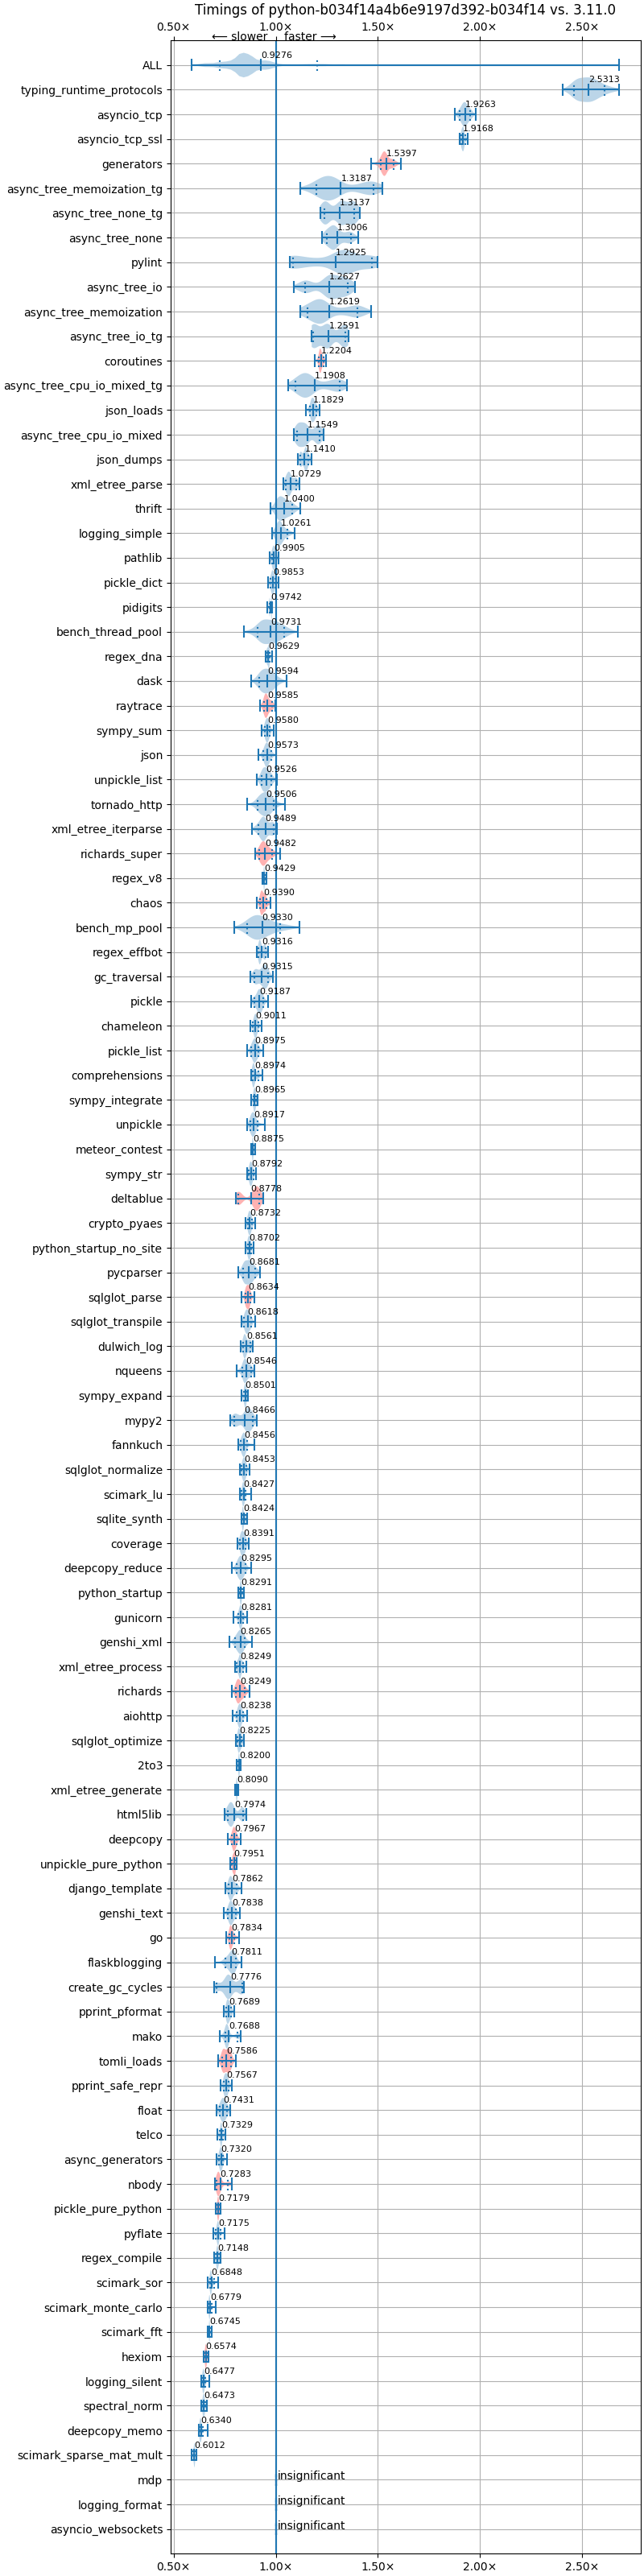 Timings of python-b034f14a4b6e9197d392-b034f14 vs. 3.11.0
0.50× 1.00× 1.50× 2.00× 2.50×
⟵ slower faster ⟶
ALL 0.9276
typing_runtime_protocols 2.5313
asyncio_tcp 1.9263
asyncio_tcp_ssl 1.9168
generators 1.5397
async_tree_memoization_tg 1.3187
async_tree_none_tg 1.3137
async_tree_none 1.3006
pylint 1.2925
async_tree_io 1.2627
async_tree_memoization 1.2619
async_tree_io_tg 1.2591
coroutines 1.2204
async_tree_cpu_io_mixed_tg 1.1908
json_loads 1.1829
async_tree_cpu_io_mixed 1.1549
json_dumps 1.1410
xml_etree_parse 1.0729
thrift 1.0400
logging_simple 1.0261
pathlib 0.9905
pickle_dict 0.9853
pidigits 0.9742
bench_thread_pool 0.9731
regex_dna 0.9629
dask 0.9594
raytrace 0.9585
sympy_sum 0.9580
json 0.9573
unpickle_list 0.9526
tornado_http 0.9506
xml_etree_iterparse 0.9489
richards_super 0.9482
regex_v8 0.9429
chaos 0.9390
bench_mp_pool 0.9330
regex_effbot 0.9316
gc_traversal 0.9315
pickle 0.9187
chameleon 0.9011
pickle_list 0.8975
comprehensions 0.8974
sympy_integrate 0.8965
unpickle 0.8917
meteor_contest 0.8875
sympy_str 0.8792
deltablue 0.8778
crypto_pyaes 0.8732
python_startup_no_site 0.8702
pycparser 0.8681
sqlglot_parse 0.8634
sqlglot_transpile 0.8618
dulwich_log 0.8561
nqueens 0.8546
sympy_expand 0.8501
mypy2 0.8466
fannkuch 0.8456
sqlglot_normalize 0.8453
scimark_lu 0.8427
sqlite_synth 0.8424
coverage 0.8391
deepcopy_reduce 0.8295
python_startup 0.8291
gunicorn 0.8281
genshi_xml 0.8265
xml_etree_process 0.8249
richards 0.8249
aiohttp 0.8238
sqlglot_optimize 0.8225
2to3 0.8200
xml_etree_generate 0.8090
html5lib 0.7974
deepcopy 0.7967
unpickle_pure_python 0.7951
django_template 0.7862
genshi_text 0.7838
go 0.7834
flaskblogging 0.7811
create_gc_cycles 0.7776
pprint_pformat 0.7689
mako 0.7688
tomli_loads 0.7586
pprint_safe_repr 0.7567
float 0.7431
telco 0.7329
async_generators 0.7320
nbody 0.7283
pickle_pure_python 0.7179
pyflate 0.7175
regex_compile 0.7148
scimark_sor 0.6848
scimark_monte_carlo 0.6779
scimark_fft 0.6745
hexiom 0.6574
logging_silent 0.6477
spectral_norm 0.6473
deepcopy_memo 0.6340
scimark_sparse_mat_mult 0.6012
mdp insignificant
logging_format insignificant
asyncio_websockets insignificant
0.50× 1.00× 1.50× 2.00× 2.50×